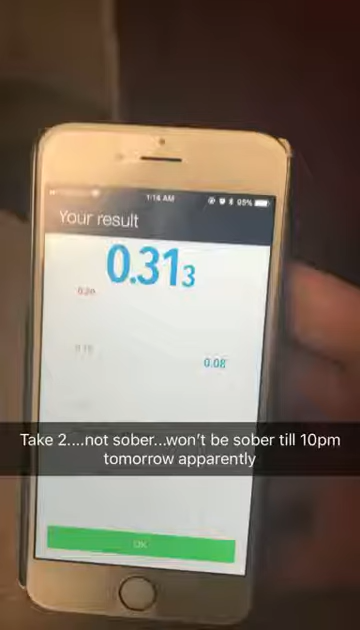 1:14 AM 95%
Your result
0.313
0.08
OK
Take 2....not sober...won't be sober till 10pm
tomorrow apparently